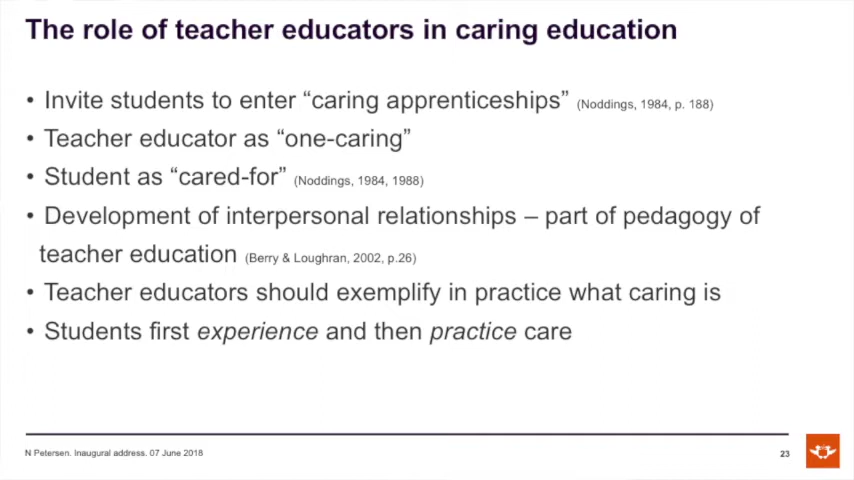 The role of teacher educators in caring education
• Invite students to enter “caring apprenticeships” (Noddings, 1984, p. 188)
• Teacher educator as “one-caring”
• Student as “cared-for” (Noddings, 1984, 1988)
• Development of interpersonal relationships – part of pedagogy of
teacher education (Berry & Loughran, 2002, p.26)
• Teacher educators should exemplify in practice what caring is
• Students first experience and then practice care
N Petersen. Inaugural address. 07 June 2018
23